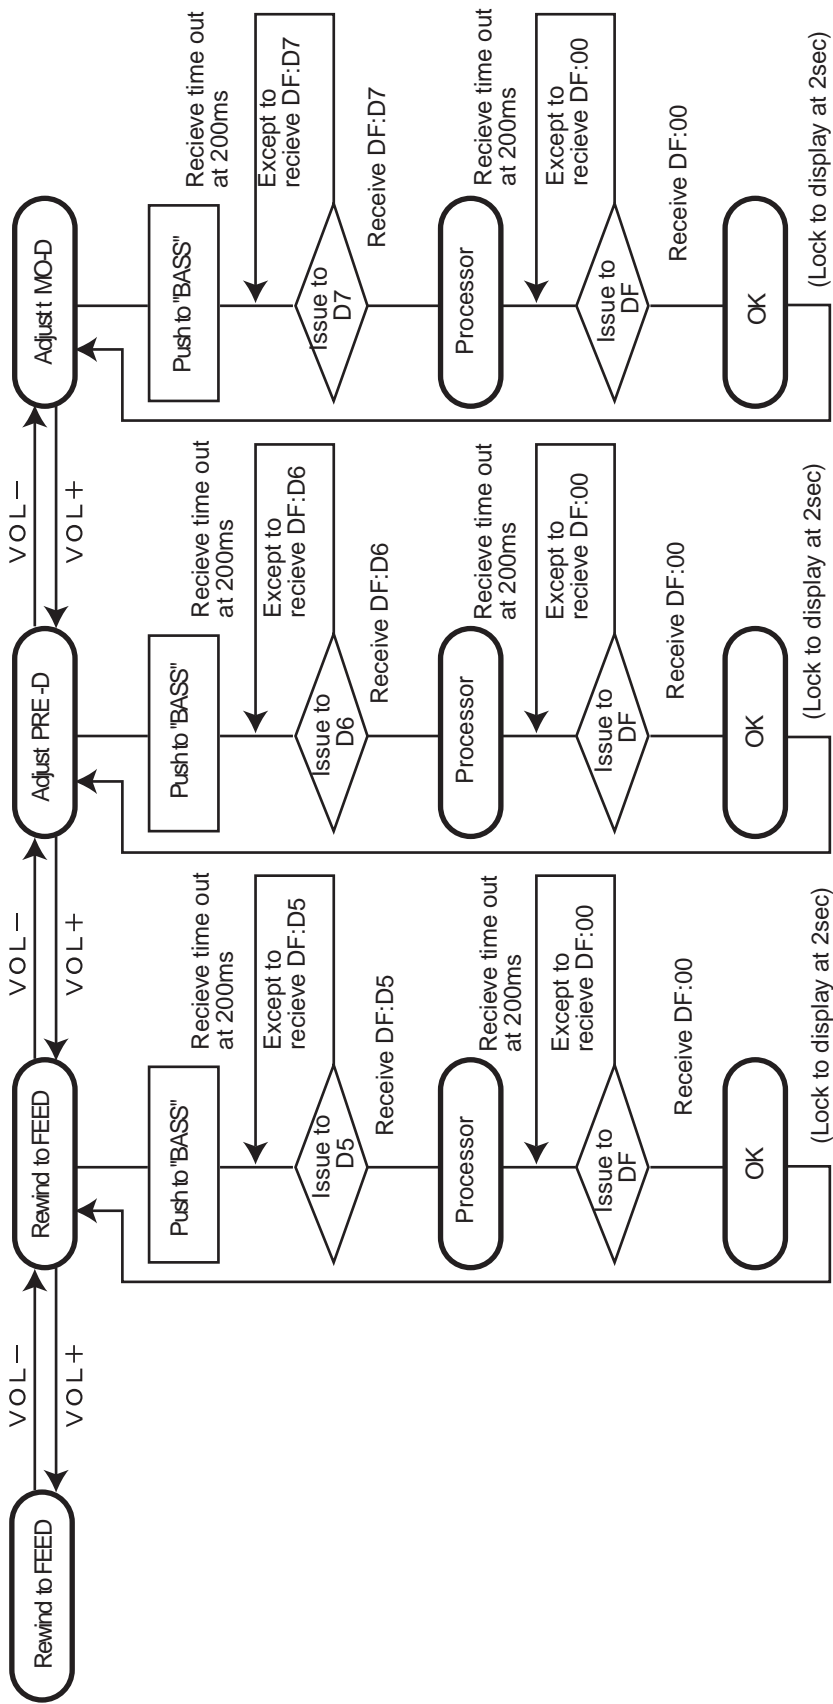 Rewind to FEED
VOL－
VOL＋
Rewind to FEED
VOL－
VOL＋
Adjust PRE-D
VOL－
VOL＋
Adjust t MO-D
Push to "BASS"
Recieve time out
at 200ms
Except to
recieve DF:D5
Issue to
D5
Receive DF:D5
Processor
Recieve time out
at 200ms
Except to
recieve DF:00
Issue to
DF
Receive DF:00
OK
(Lock to display at 2sec)
Push to "BASS"
Recieve time out
at 200ms
Except to
recieve DF:D6
Issue to
D6
Receive DF:D6
Processor
Recieve time out
at 200ms
Except to
recieve DF:00
Issue to
DF
Receive DF:00
OK
(Lock to display at 2sec)
Push to "BASS"
Recieve time out
at 200ms
Except to
recieve DF:D7
Issue to
D7
Receive DF:D7
Processor
Recieve time out
at 200ms
Except to
recieve DF:00
Issue to
DF
Receive DF:00
OK
(Lock to display at 2sec)